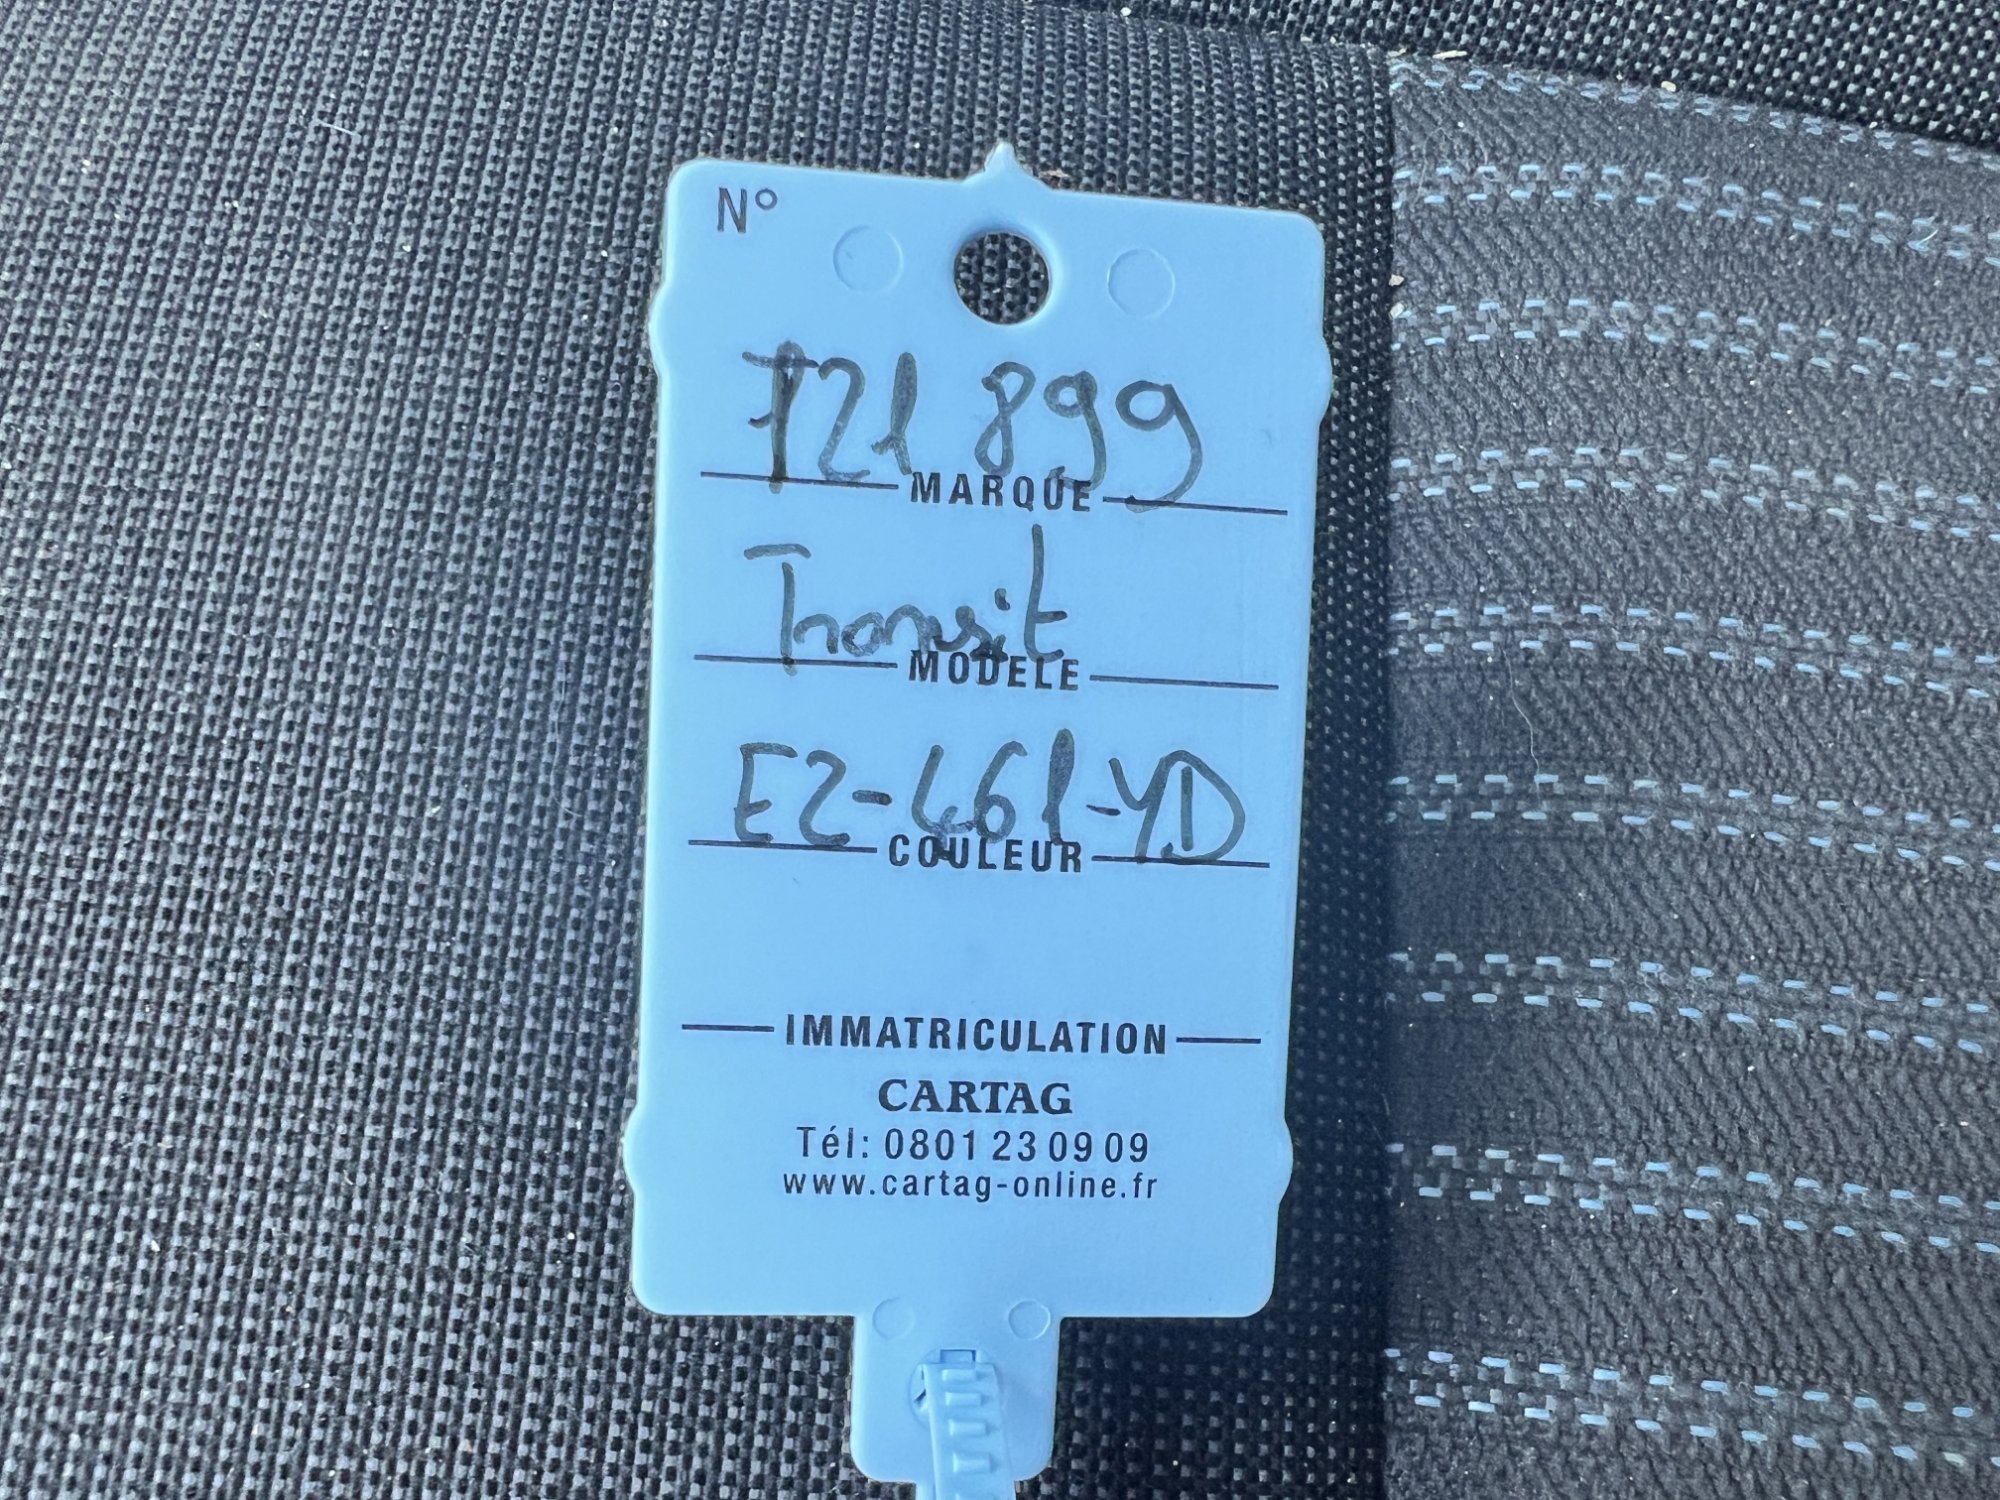 N°
721 899
MARQUE
Transit
MODELE
EZ-461-YD
COULEUR
IMMATRICULATION
CARTAG
Tél: 0801 23 09 09
www.cartag-online.fr